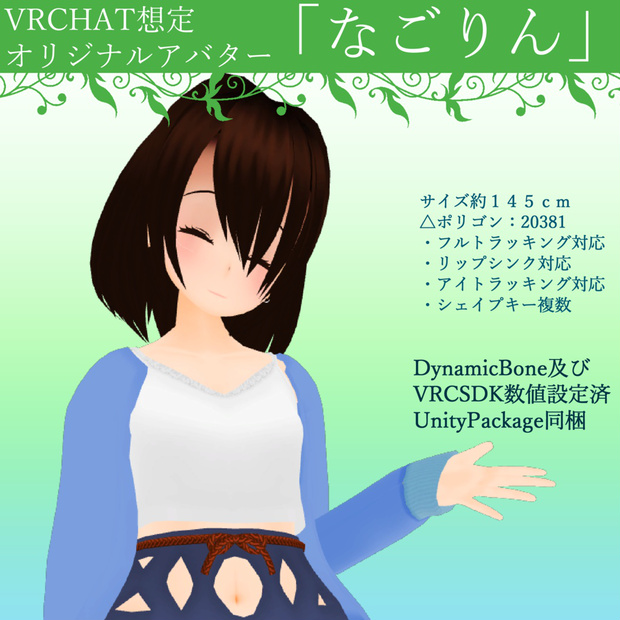 VRCHAT想定
オリジナルアバター
「なごりん」
サイズ約１４５ｃｍ
△ポリゴン：20381
・フルトラッキング対応
・リップシンク対応
・アイトラッキング対応
・シェイプキー複数
DynamicBone及び
VRCSDK数値設定済
UnityPackage同梱